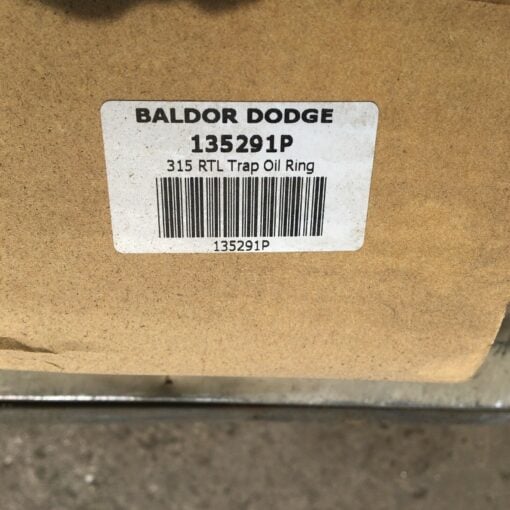 BALDOR DODGE
135291P
315 RTL Trap Oil Ring
135291P